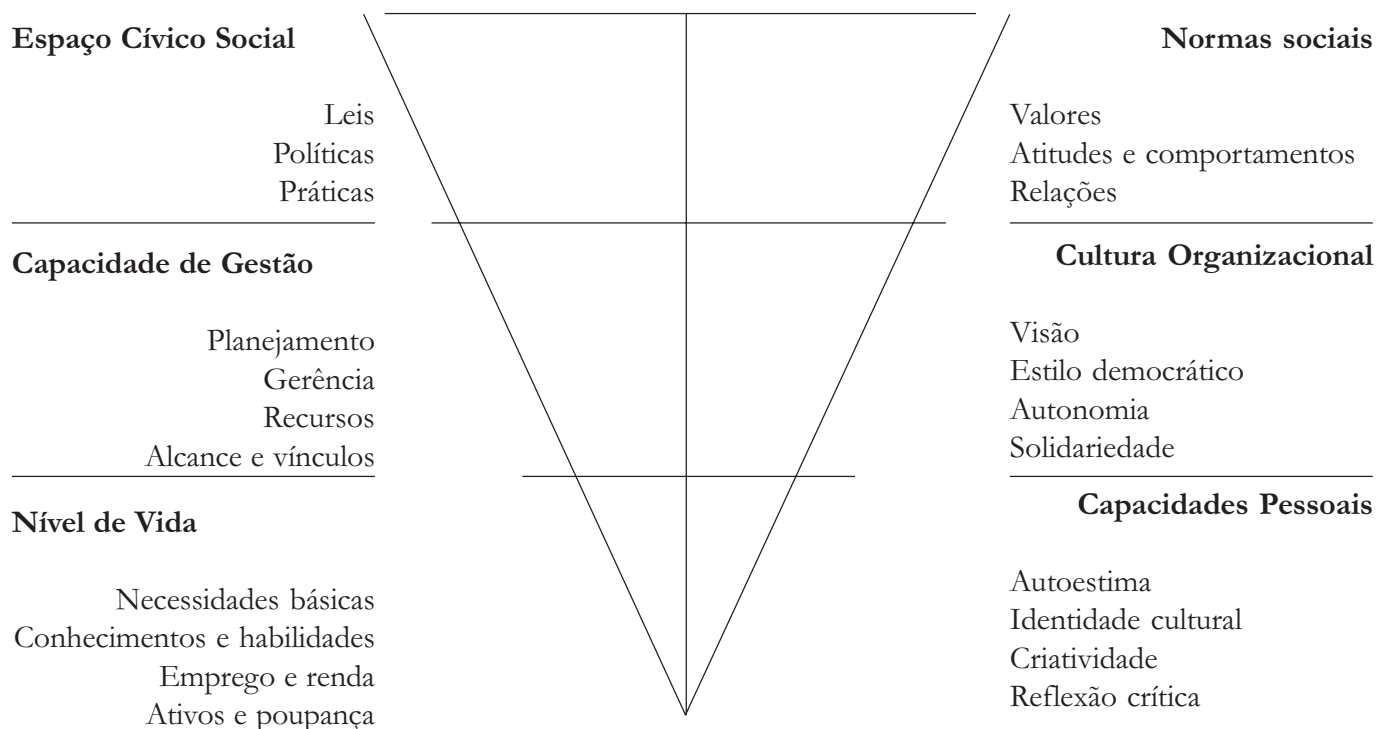 Espaço Cívico Social
Leis
Políticas
Práticas
Normas sociais
Valores
Atitudes e comportamentos
Relações
Capacidade de Gestão
Planejamento
Gerência
Recursos
Alcance e vínculos
Cultura Organizacional
Visão
Estilo democrático
Autonomia
Solidariedade
Nível de Vida
Necessidades básicas
Conhecimentos e habilidades
Emprego e renda
Ativos e poupança
Capacidades Pessoais
Autoestima
Identidade cultural
Criatividade
Reflexão crítica